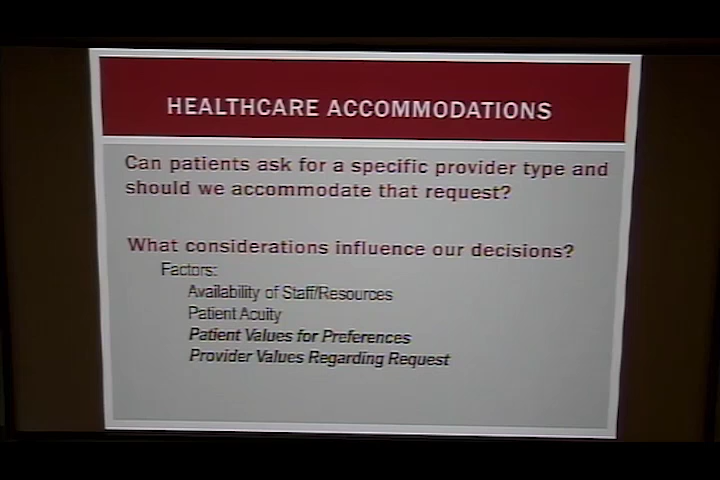 HEALTHCARE ACCOMMODATIONS
Can patients ask for a specific provider type and
should we accommodate that request?
What considerations influence our decisions?
Factors:
Availability of Staff/Resources
Patient Acuity
Patient Values for Preferences
Provider Values Regarding Request